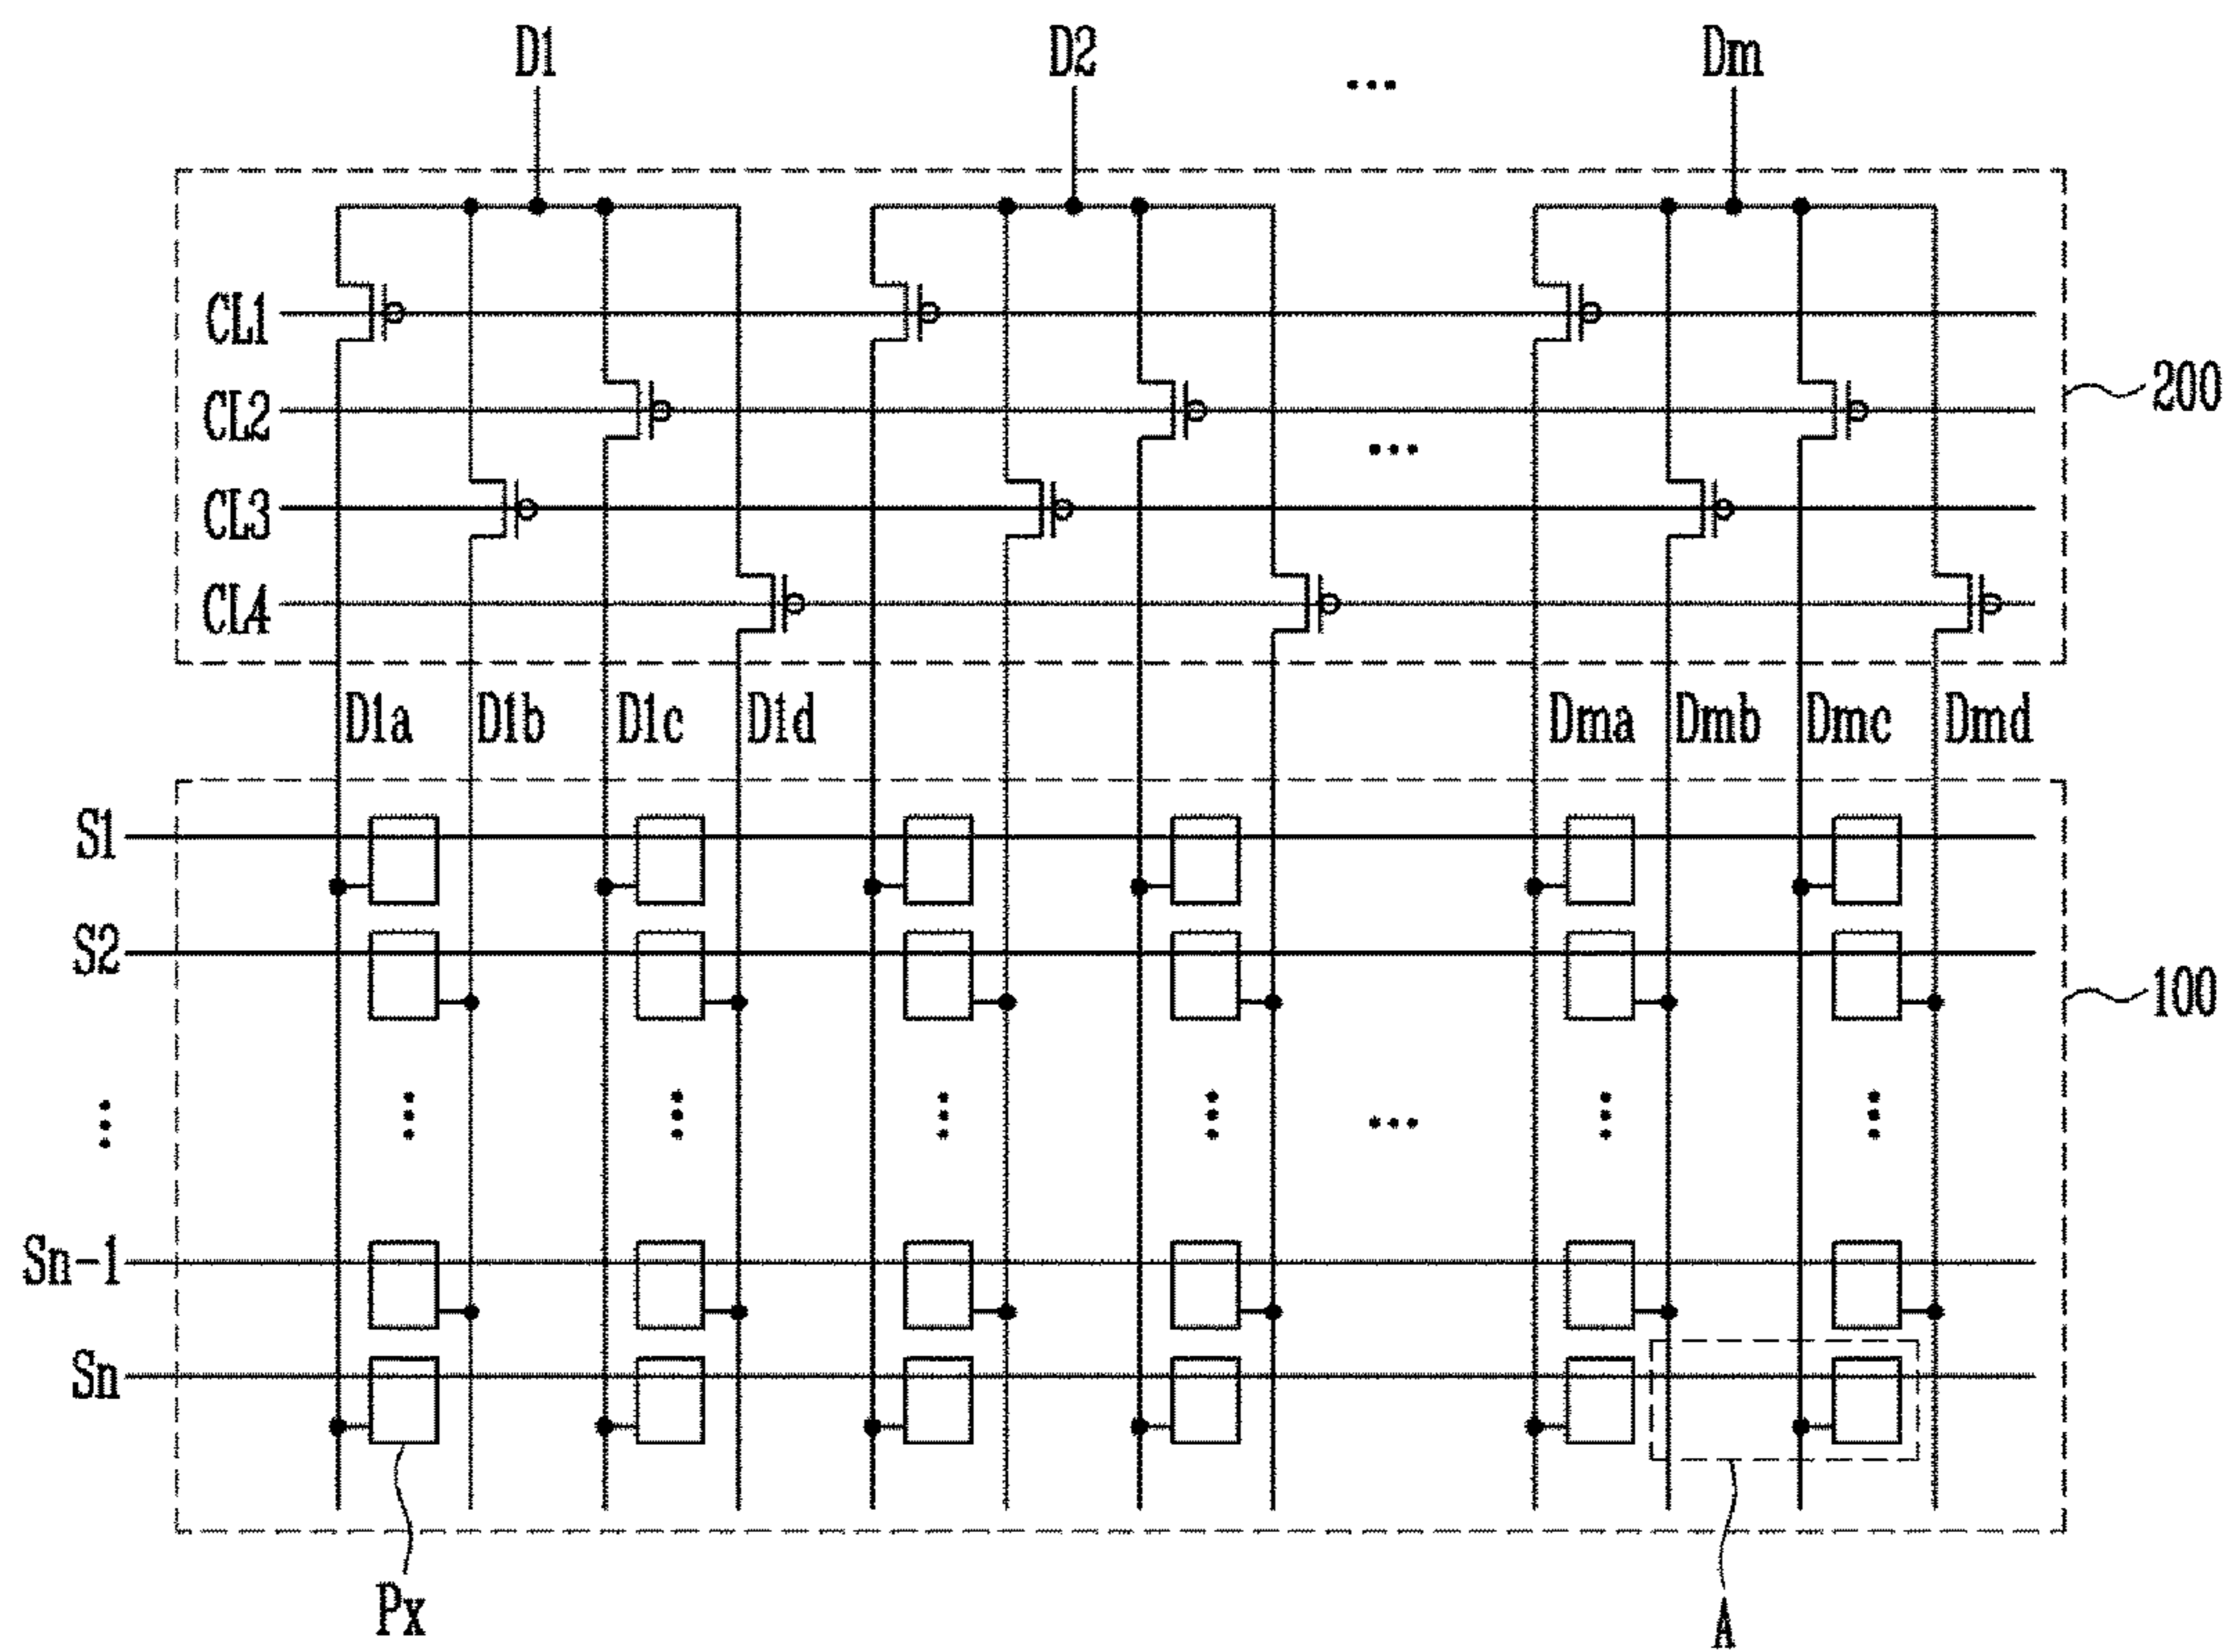 D1 D2 ... Dm
CL1
CL2
200
...
CL3
CL4
D1a D1b D1c D1d Dma Dmb Dmc Dmd
S1
S2
100
...
Sn-1
Sn
Px A